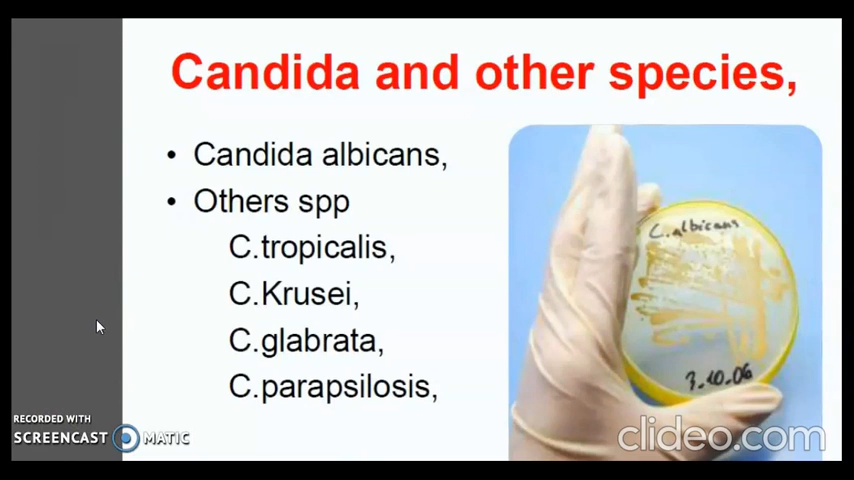 Candida and other species,
• Candida albicans,
• Others spp
C.tropicalis,
C.Krusei,
C.glabrata,
C.parapsilosis,
C.albicans
3.10.06
RECORDED WITH
SCREENCAST MATIC
clideo.com